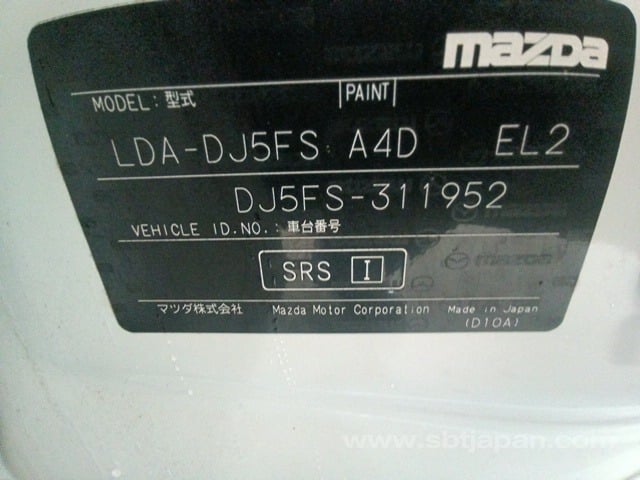 mazda
MODEL: 型式 PAINT
LDA-DJ5FS A4D EL2
DJ5FS-311952
VEHICLE ID.NO.: 車台番号
SRS I
マツダ株式会社 Mazda Motor Corporation Made in Japan
(D10A)
www.sbtjapan.com